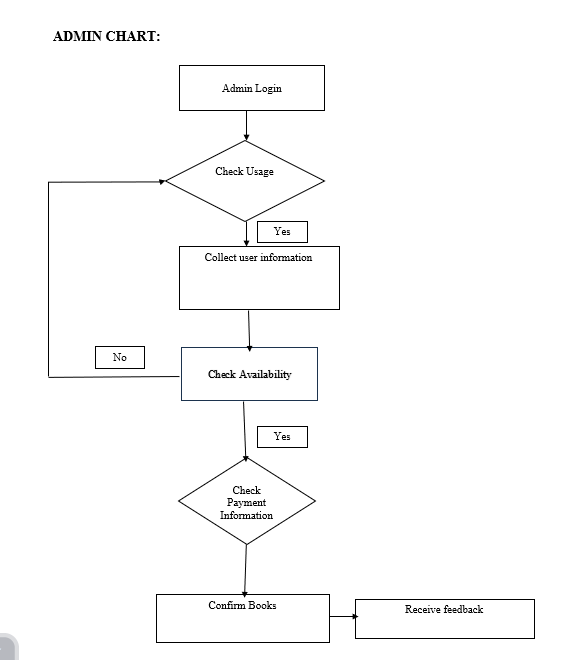 ADMIN CHART:
Admin Login
Check Usage
Yes
Collect user information
No
Check Availability
Yes
Check
Payment
Information
Confirm Books
Receive feedback